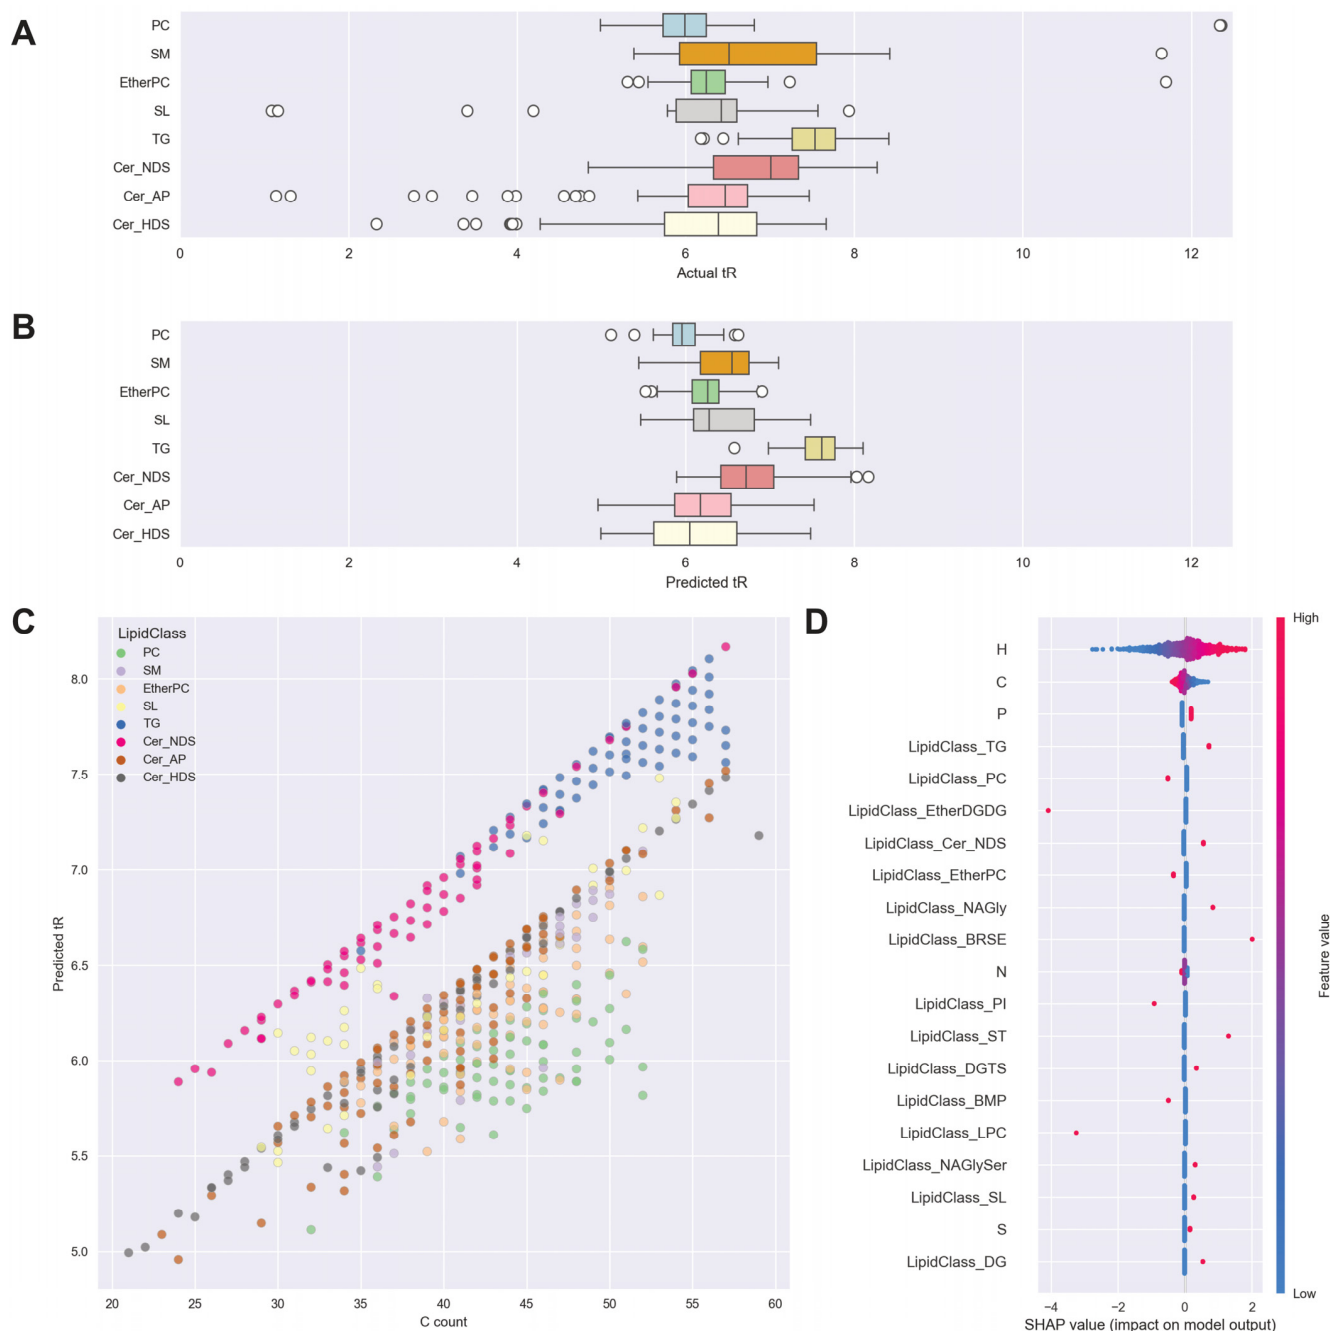 A
PC
SM
EtherPC
SL
TG
Cer_NDS
Cer_AP
Cer_HDS
0 2 4 6 8 10 12
Actual tR
B
PC
SM
EtherPC
SL
TG
Cer_NDS
Cer_AP
Cer_HDS
0 2 4 6 8 10 12
Predicted tR
C
LipidClass
PC
SM
EtherPC
SL
TG
Cer_NDS
Cer_AP
Cer_HDS
Predicted tR
8.0
7.5
7.0
6.5
6.0
5.5
5.0
20 25 30 35 40 45 50 55 60
C count
D
H
C
P
LipidClass_TG
LipidClass_PC
LipidClass_EtherDGDG
LipidClass_Cer_NDS
LipidClass_EtherPC
LipidClass_NAGly
LipidClass_BRSE
N
LipidClass_PI
LipidClass_ST
LipidClass_DGTS
LipidClass_BMP
LipidClass_LPC
LipidClass_NAGlySer
LipidClass_SL
S
LipidClass_DG
−4 −2 0 2
SHAP value (impact on model output)
High
Feature value
Low